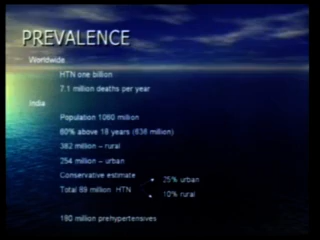 PREVALENCE
Worldwide
HTN one billion
7.1 million deaths per year
India
Population 1060 million
60% above 18 years (636 million)
382 million – rural
254 million – urban
Conservative estimate
25% urban
Total 89 million HTN
10% rural
180 million prehypertensives